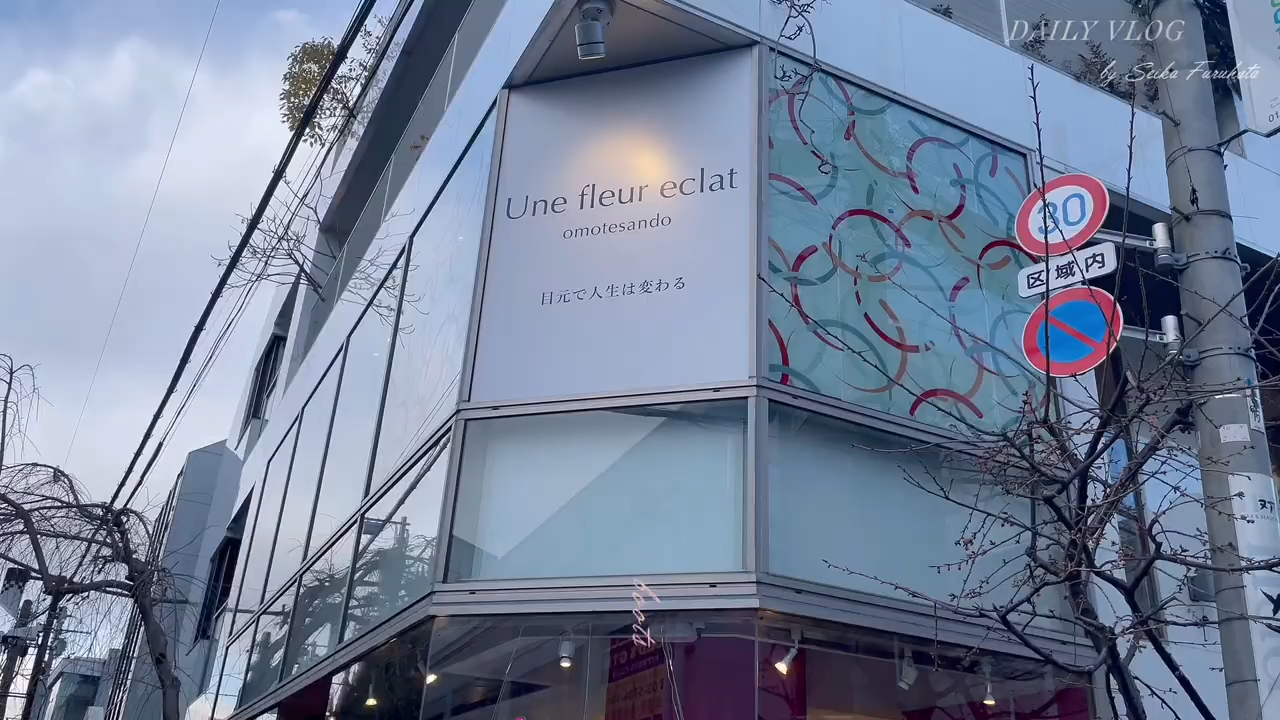 DAILY VLOG
by Seika Furuhata
Une fleur eclat
omotesando
目元で人生は変わる
30
区域内